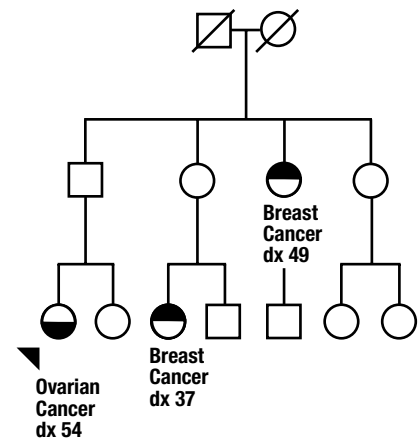 Breast
Cancer
dx 49
Ovarian
Cancer
dx 54
Breast
Cancer
dx 37